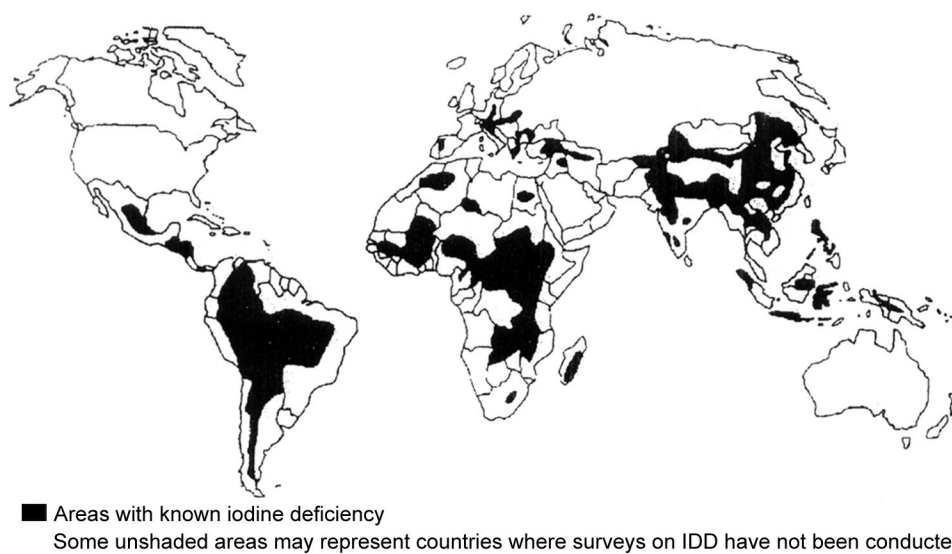 Areas with known iodine deficiency
Some unshaded areas may represent countries where surveys on IDD have not been conducte